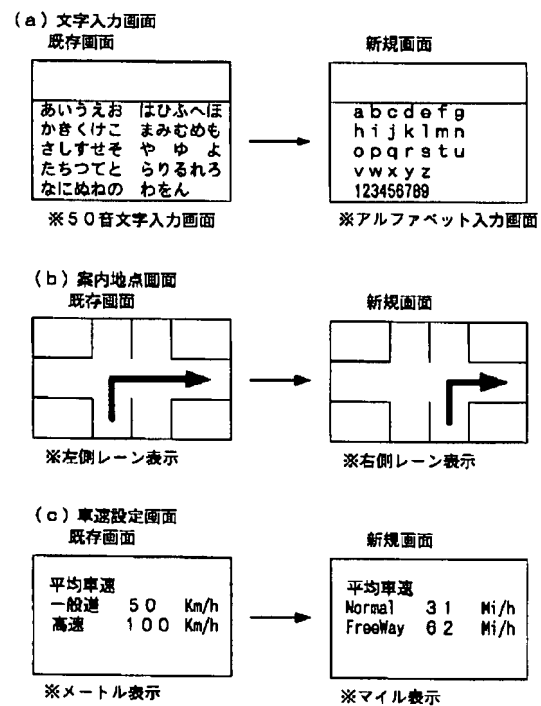 (a) 文字入力画面
既存画面
新規画面
あいうえお はひふへほ
かきくけこ まみむめも
さしすせそ や ゆ よ
たちつてと らりるれろ
なにぬねの わをん
abcdefg
hijklmn
opqrstu
vwxyz
123456789
※50音文字入力画面
※アルファベット入力画面
(b) 案内地点画面
既存画面
新規画面
※左側レーン表示
※右側レーン表示
(c) 車速設定画面
既存画面
新規画面
平均車速
一般道 50 Km/h
高速 100 Km/h
平均車速
Normal 31 Mi/h
FreeWay 62 Mi/h
※メートル表示
※マイル表示